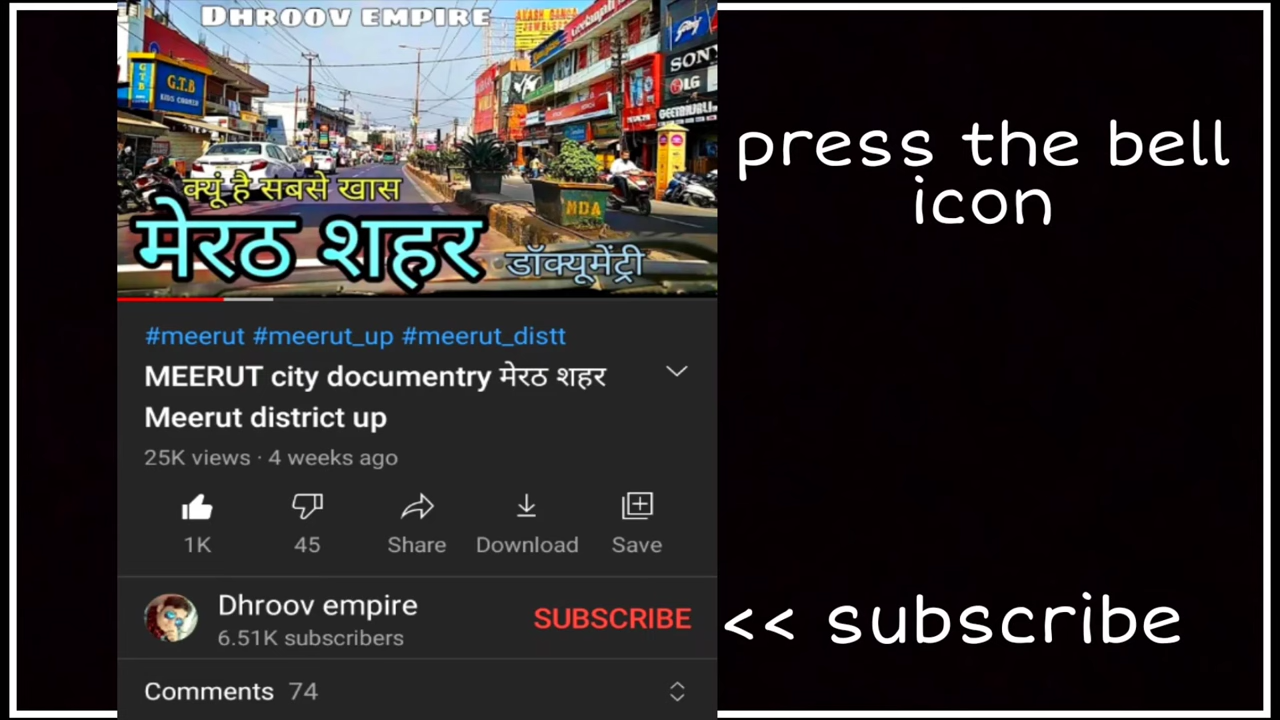 DHROOV EMPIRE
G.T.B
GTB
SONY
LG
GEETANJALI
MDA
क्यूं है सबसे खास
मेरठ शहर
डॉक्यूमेंट्री
#meerut #meerut_up #meerut_distt
MEERUT city documentry मेरठ शहर
Meerut district up
25K views · 4 weeks ago
1K
45
Share
Download
Save
Dhroov empire
6.51K subscribers
SUBSCRIBE
Comments 74
press the bell
icon
<< subscribe